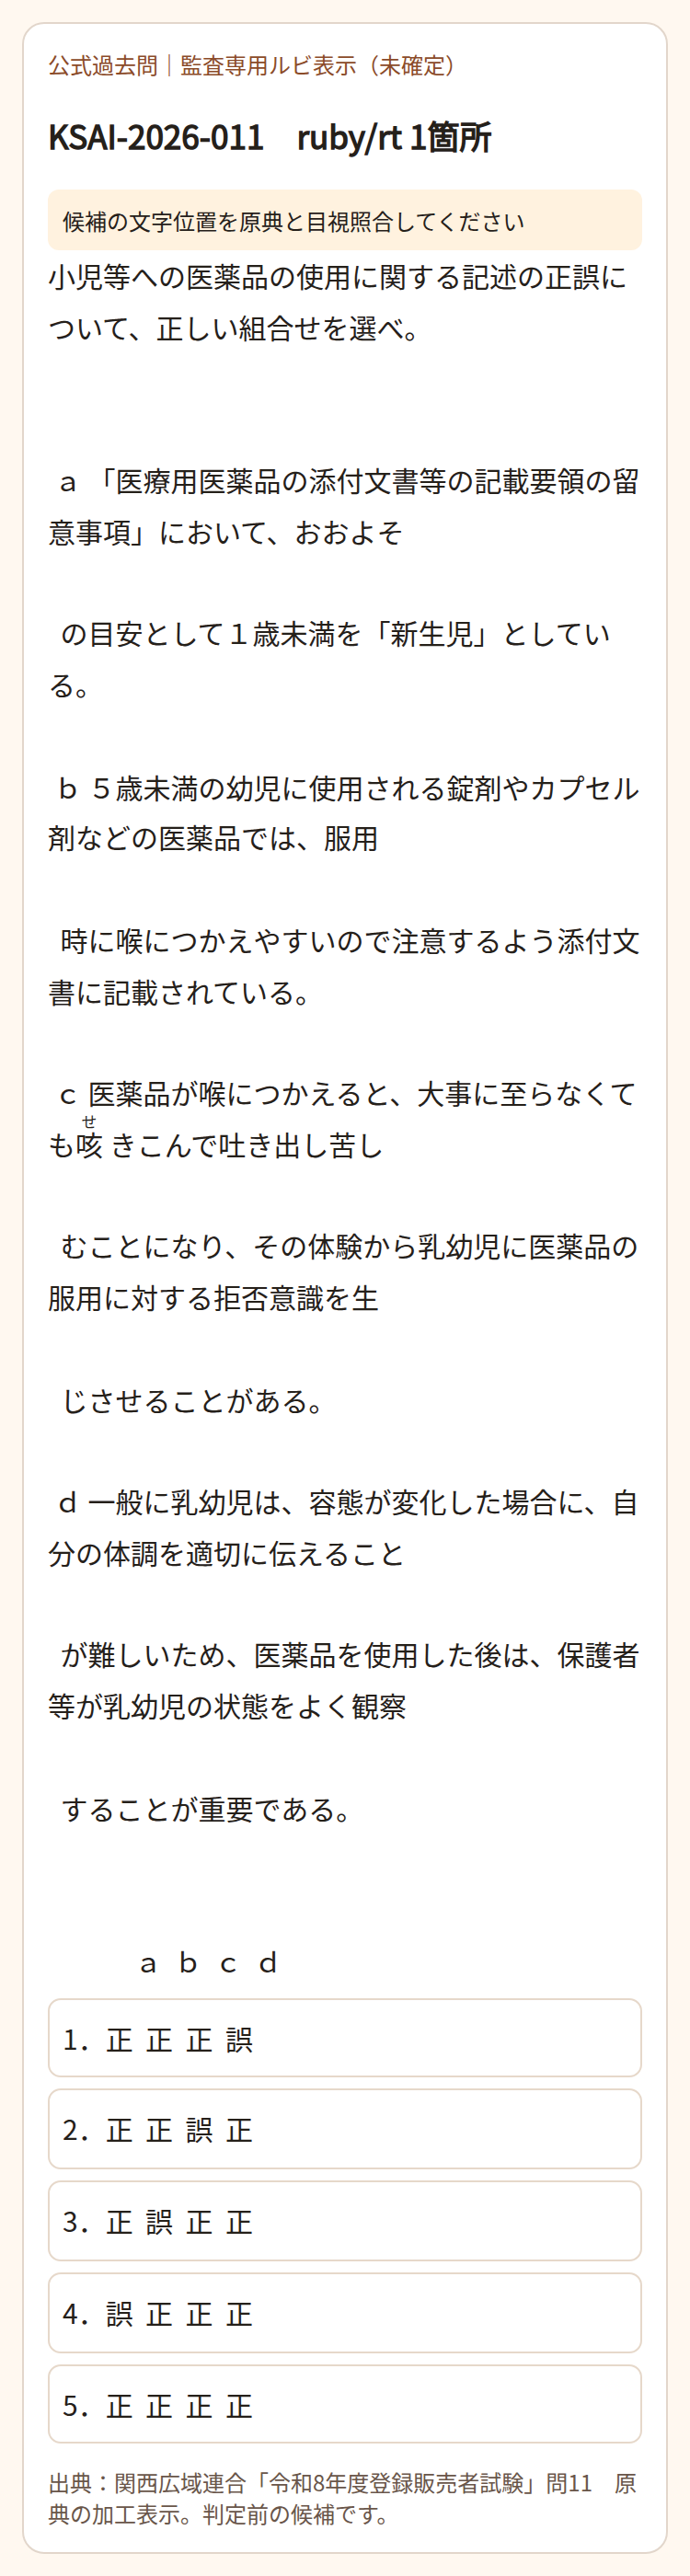 公式過去問｜監査専用ルビ表示（未確定）
KSAI-2026-011　ruby/rt 1箇所
候補の文字位置を原典と目視照合してください
小児等への医薬品の使用に関する記述の正誤に
ついて、正しい組合せを選べ。
ａ 「医療用医薬品の添付文書等の記載要領の留
意事項」において、おおよそ
の目安として１歳未満を「新生児」としてい
る。
ｂ ５歳未満の幼児に使用される錠剤やカプセル
剤などの医薬品では、服用
時に喉につかえやすいので注意するよう添付文
書に記載されている。
ｃ 医薬品が喉につかえると、大事に至らなくて
せ
も咳 きこんで吐き出し苦し
むことになり、その体験から乳幼児に医薬品の
服用に対する拒否意識を生
じさせることがある。
ｄ 一般に乳幼児は、容態が変化した場合に、自
分の体調を適切に伝えること
が難しいため、医薬品を使用した後は、保護者
等が乳幼児の状態をよく観察
することが重要である。
ａ ｂ ｃ ｄ
1．正 正 正 誤
2．正 正 誤 正
3．正 誤 正 正
4．誤 正 正 正
5．正 正 正 正
出典：関西広域連合「令和8年度登録販売者試験」問11　原
典の加工表示。判定前の候補です。